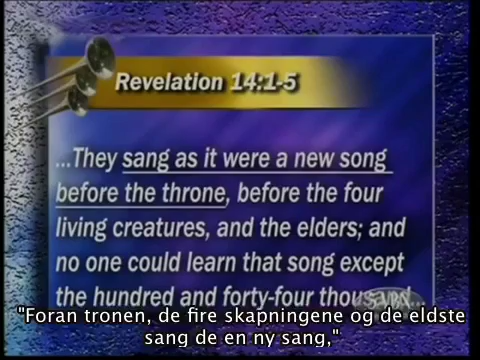 Revelation 14:1-5
...They sang as it were a new song
before the throne, before the four
living creatures, and the elders; and
no one could learn that song except
the hundred and forty-four thousand...
"Foran tronen, de fire skapningene og de eldste
sang de en ny sang,"